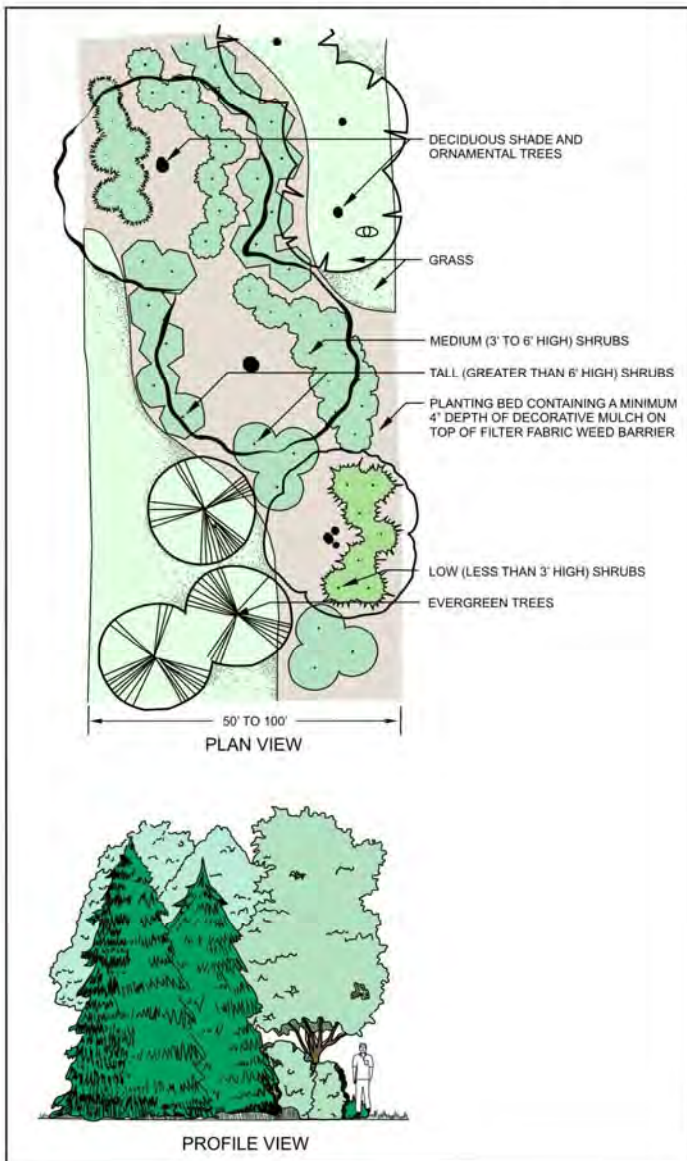 DECIDUOUS SHADE AND
ORNAMENTAL TREES
GRASS
MEDIUM (3' TO 6' HIGH) SHRUBS
TALL (GREATER THAN 6' HIGH) SHRUBS
PLANTING BED CONTAINING A MINIMUM
4" DEPTH OF DECORATIVE MULCH ON
TOP OF FILTER FABRIC WEED BARRIER
LOW (LESS THAN 3' HIGH) SHRUBS
EVERGREEN TREES
50' TO 100'
PLAN VIEW
PROFILE VIEW